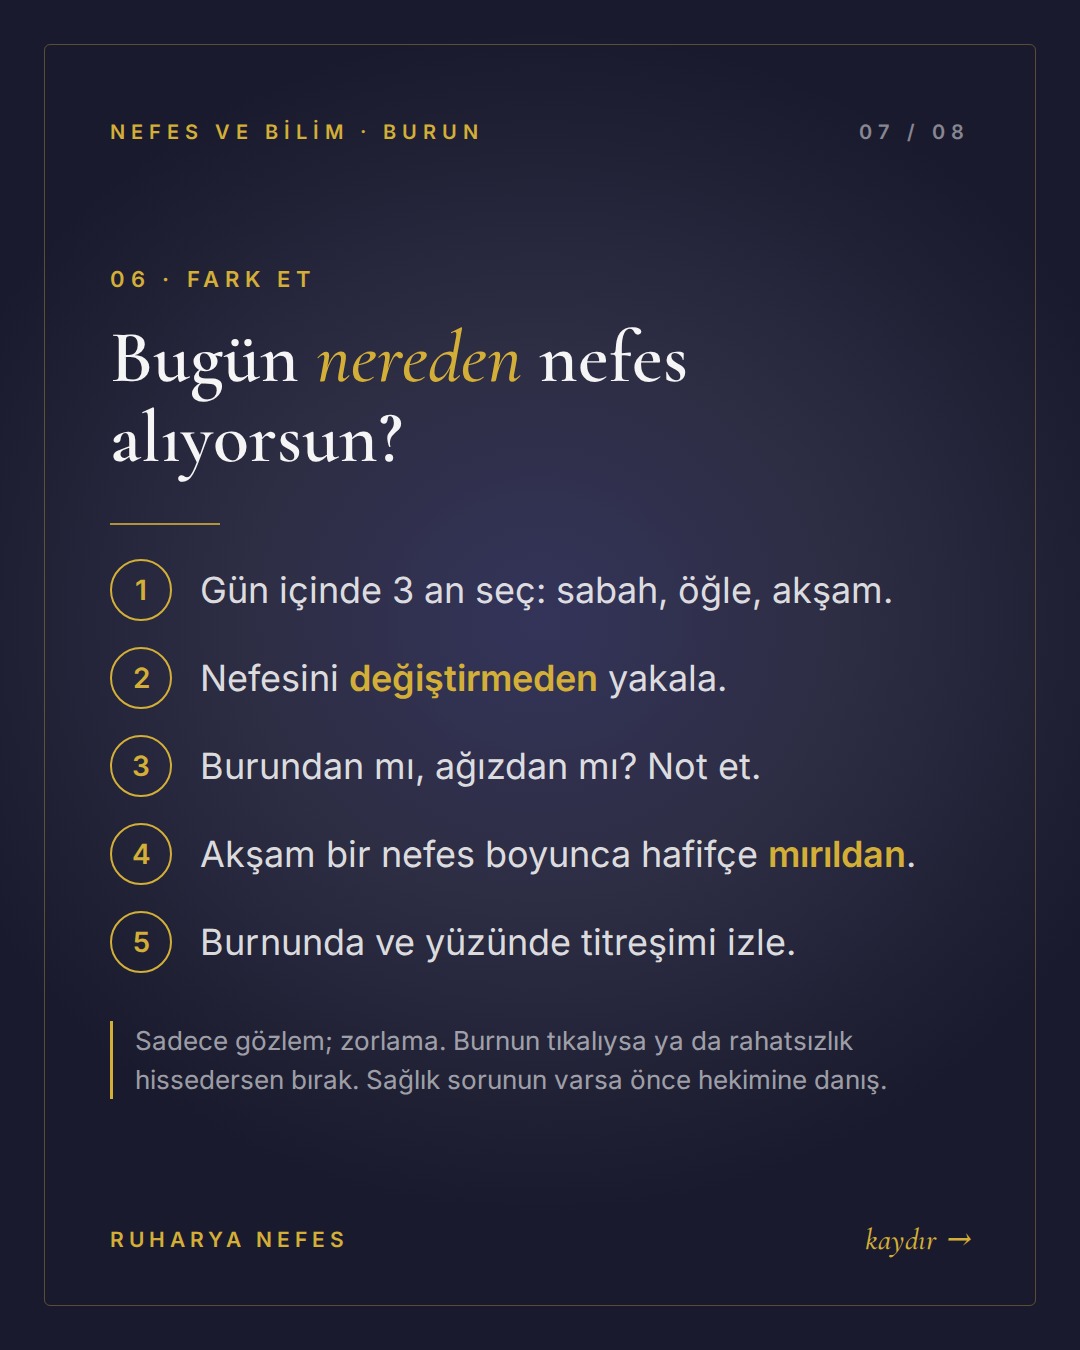 NEFES VE BİLİM · BURUN
07 / 08
06 · FARK ET
Bugün nereden nefes
alıyorsun?
1 Gün içinde 3 an seç: sabah, öğle, akşam.
2 Nefesini değiştirmeden yakala.
3 Burundan mı, ağızdan mı? Not et.
4 Akşam bir nefes boyunca hafifçe mırıldan.
5 Burnunda ve yüzünde titreşimi izle.
Sadece gözlem; zorlama. Burnun tıkalıysa ya da rahatsızlık
hissedersen bırak. Sağlık sorunun varsa önce hekimine danış.
RUHARYA NEFES
kaydır →